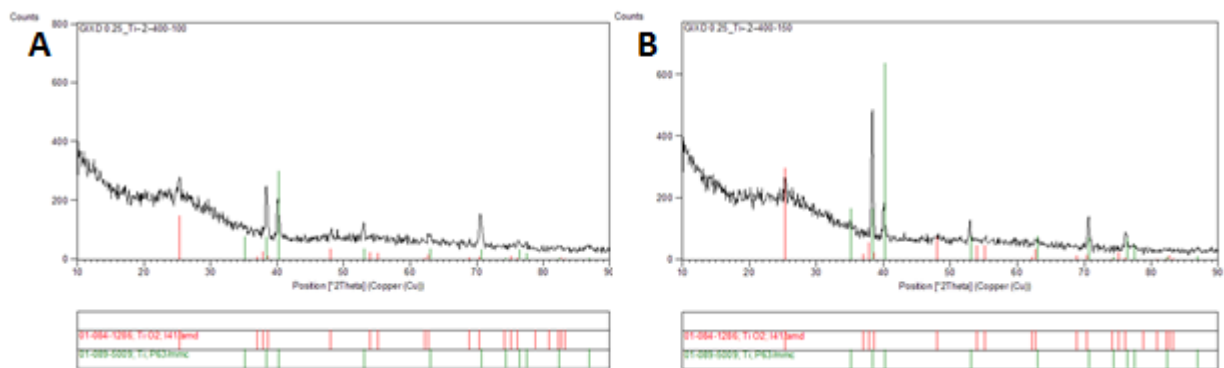 Counts
800
600
400
200
0
A
GIXD 0.25_Ti-2-400-100
10 20 30 40 50 60 70 80 90
Position [°2Theta] (Copper (Cu))
01-084-1286; Ti O2; I41/amd
01-089-5009; Ti; P63/mmc
Counts
600
400
200
0
B
GIXD 0.25_Ti-2-400-150
10 20 30 40 50 60 70 80 90
Position [°2Theta] (Copper (Cu))
01-084-1286; Ti O2; I41/amd
01-089-5009; Ti; P63/mmc